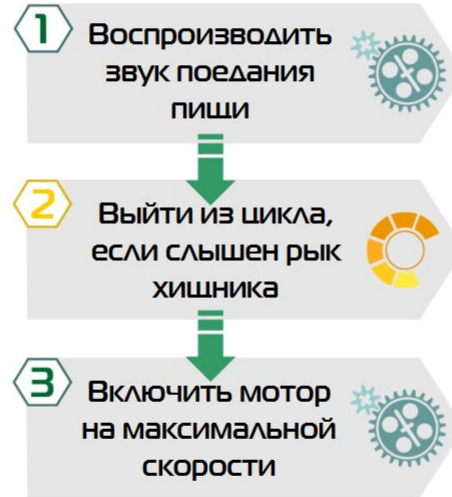 1
Воспроизводить
звук поедания
пищи
2
Выйти из цикла,
если слышен рык
хищника
3
Включить мотор
на максимальной
скорости